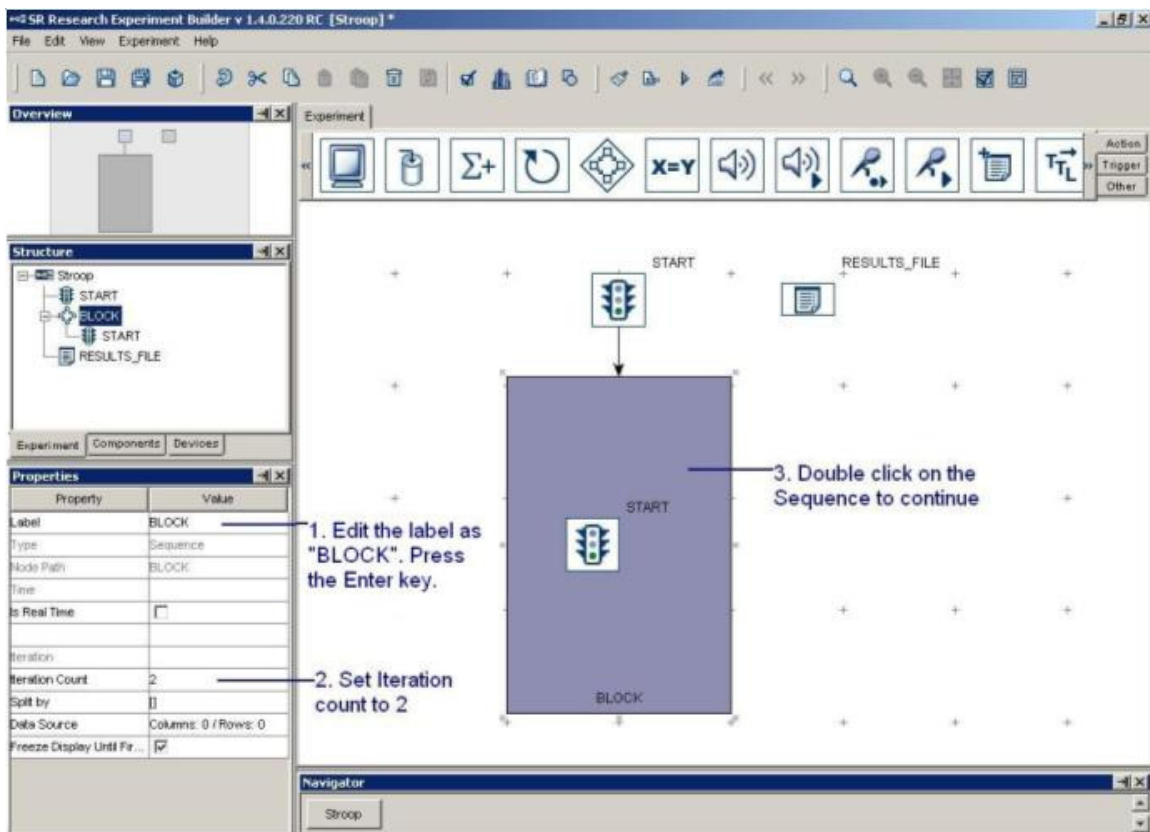 SR Research Experiment Builder v 1.4.0.220 RC [Stroop] *
File Edit View Experiment Help
Overview
Experiment
Σ+
X=Y
TTL
Action
Trigger
Other
Structure
Stroop
START
BLOCK
START
RESULTS_FILE
Experiment Components Devices
Properties
Property Value
Label BLOCK
Type Sequence
Node Path BLOCK
Time
Is Real Time
Iteration
Iteration Count 2
Split by []
Data Source Columns: 0 / Rows: 0
Freeze Display Until Fir...
START
RESULTS_FILE
START
BLOCK
1. Edit the label as
"BLOCK". Press
the Enter key.
2. Set Iteration
count to 2
3. Double click on the
Sequence to continue
Navigator
Stroop